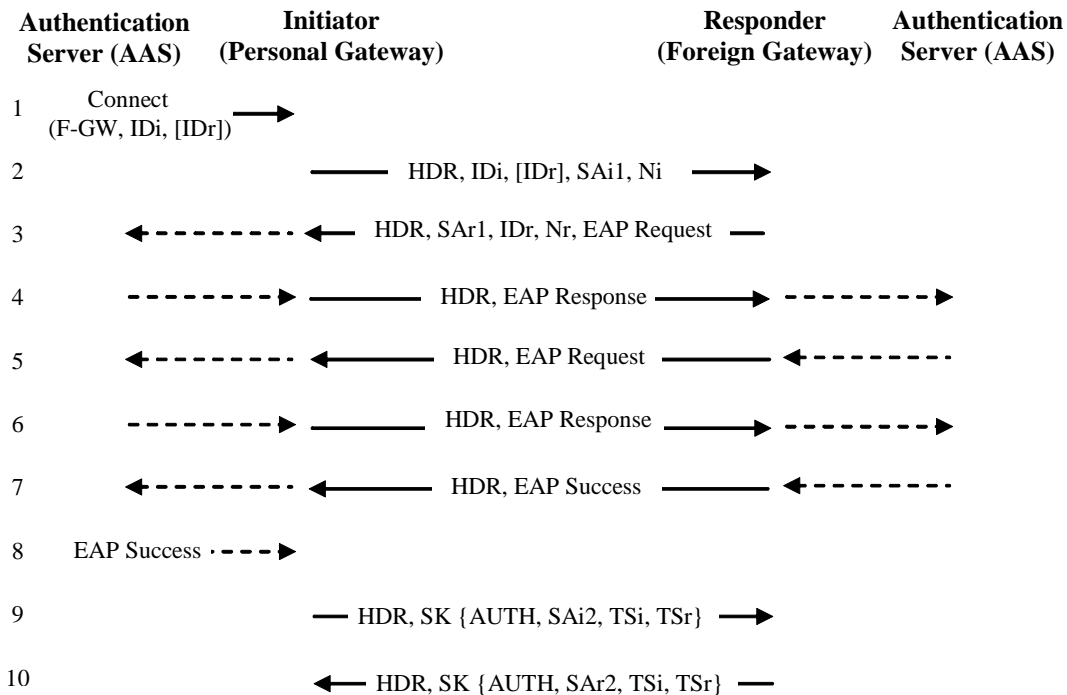 Authentication
Server (AAS)
Initiator
(Personal Gateway)
Responder
(Foreign Gateway)
Authentication
Server (AAS)
1
Connect
(F-GW, IDi, [IDr])
2
HDR, IDi, [IDr], SAi1, Ni
3
HDR, SAr1, IDr, Nr, EAP Request
4
HDR, EAP Response
5
HDR, EAP Request
6
HDR, EAP Response
7
HDR, EAP Success
8
EAP Success
9
HDR, SK {AUTH, SAi2, TSi, TSr}
10
HDR, SK {AUTH, SAr2, TSi, TSr}